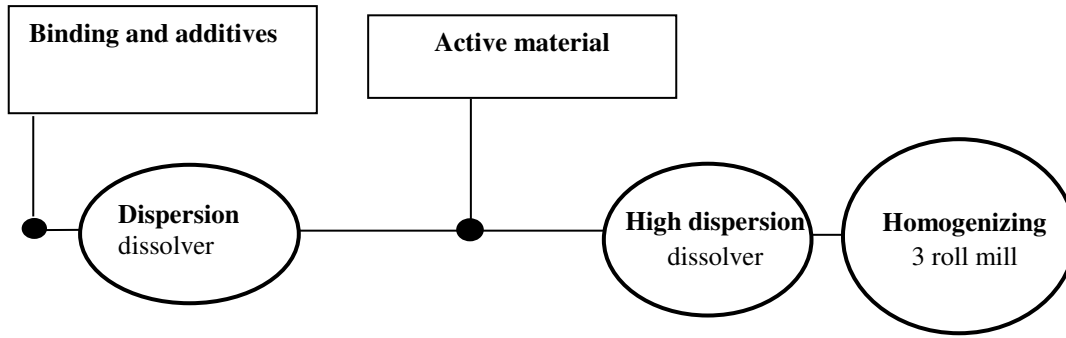 Binding and additives
Active material
Dispersion
dissolver
High dispersion
dissolver
Homogenizing
3 roll mill